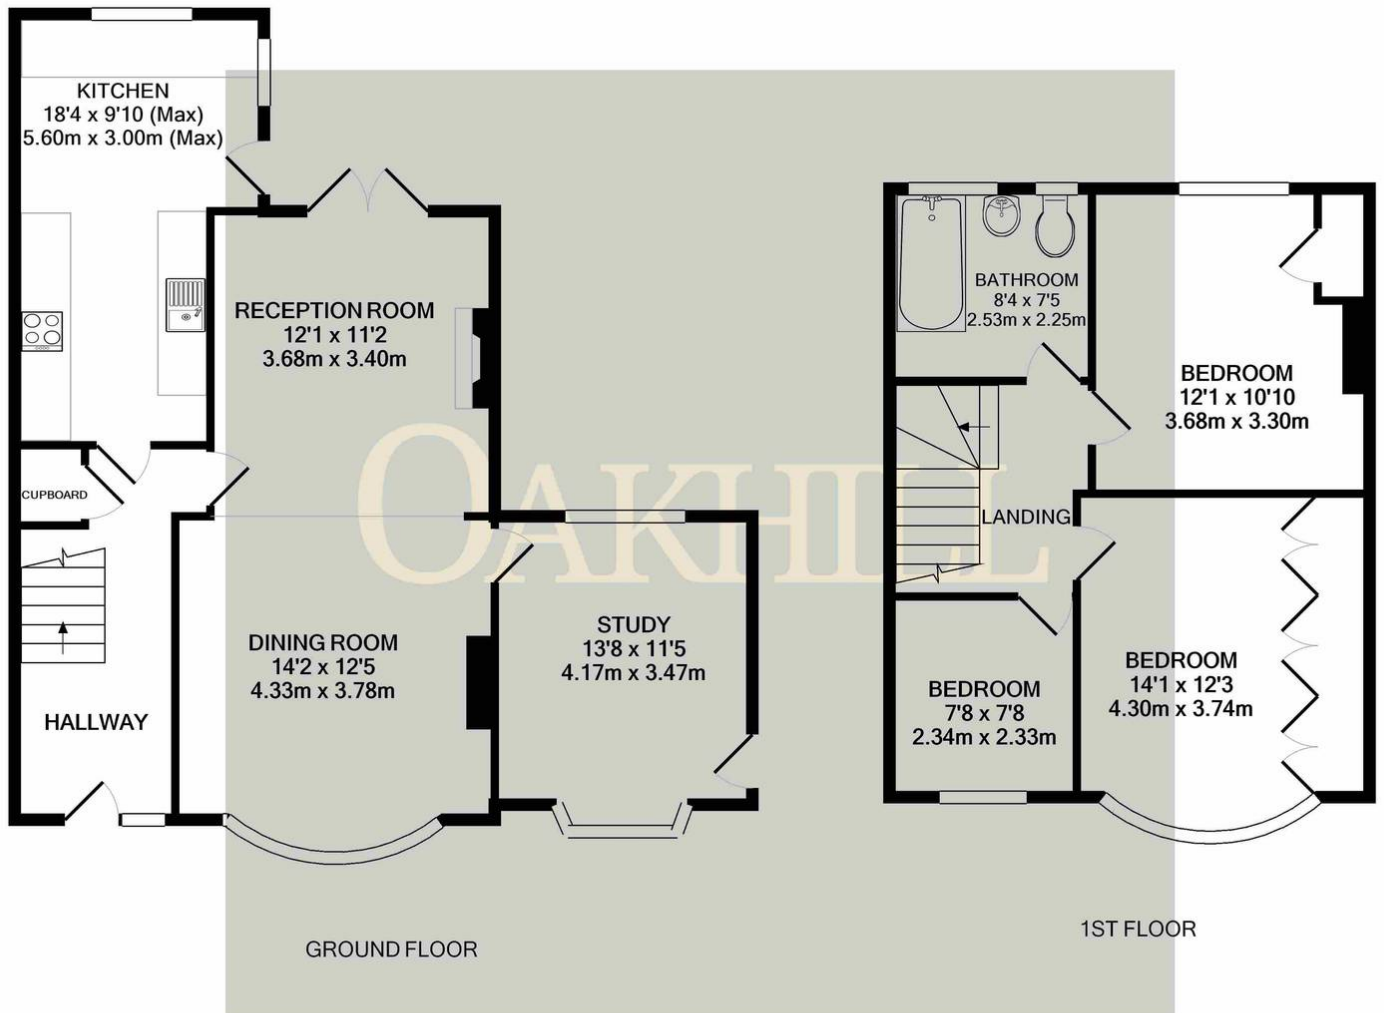 KITCHEN
18'4 x 9'10 (Max)
5.60m x 3.00m (Max)
RECEPTION ROOM
12'1 x 11'2
3.68m x 3.40m
CUPBOARD
DINING ROOM
14'2 x 12'5
4.33m x 3.78m
STUDY
13'8 x 11'5
4.17m x 3.47m
HALLWAY
GROUND FLOOR
OAKHILL
BATHROOM
8'4 x 7'5
2.53m x 2.25m
BEDROOM
12'1 x 10'10
3.68m x 3.30m
LANDING
BEDROOM
7'8 x 7'8
2.34m x 2.33m
BEDROOM
14'1 x 12'3
4.30m x 3.74m
1ST FLOOR